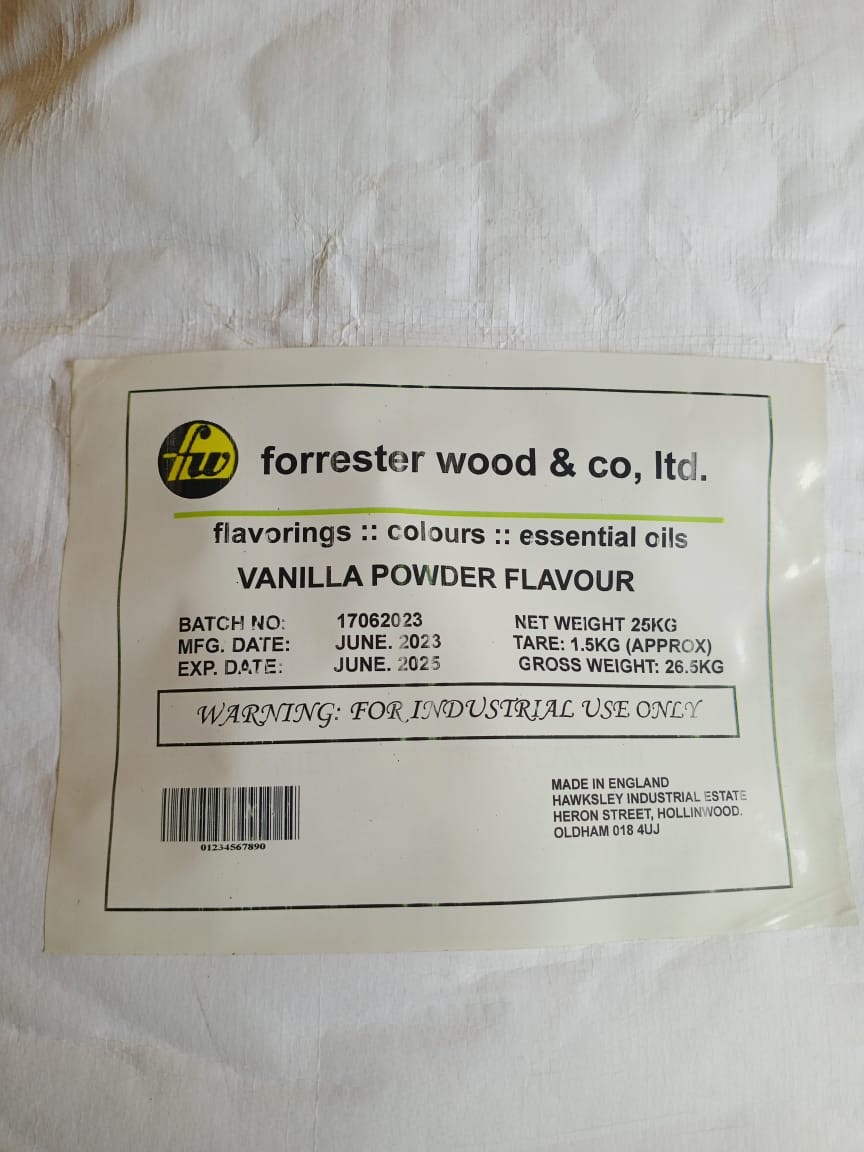 fw
forrester wood & co, ltd.
flavorings :: colours :: essential oils
VANILLA POWDER FLAVOUR
BATCH NO: 17062023 NET WEIGHT 25KG
MFG. DATE: JUNE. 2023 TARE: 1.5KG (APPROX)
EXP. DATE: JUNE. 2025 GROSS WEIGHT: 26.5KG
WARNING: FOR INDUSTRIAL USE ONLY
01234567890
MADE IN ENGLAND
HAWKSLEY INDUSTRIAL ESTATE
HERON STREET, HOLLINWOOD.
OLDHAM 018 4UJ